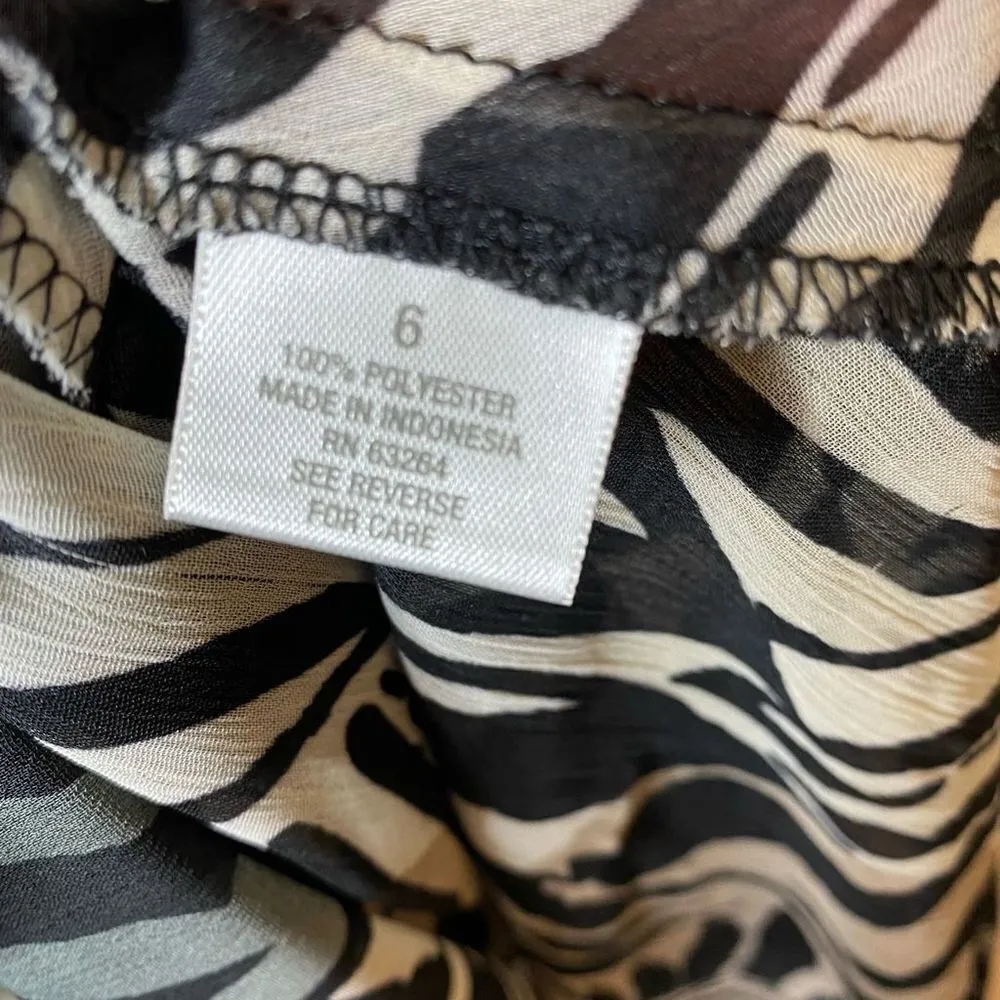 6
100% POLYESTER
MADE IN INDONESIA
RN 63264
SEE REVERSE
FOR CARE